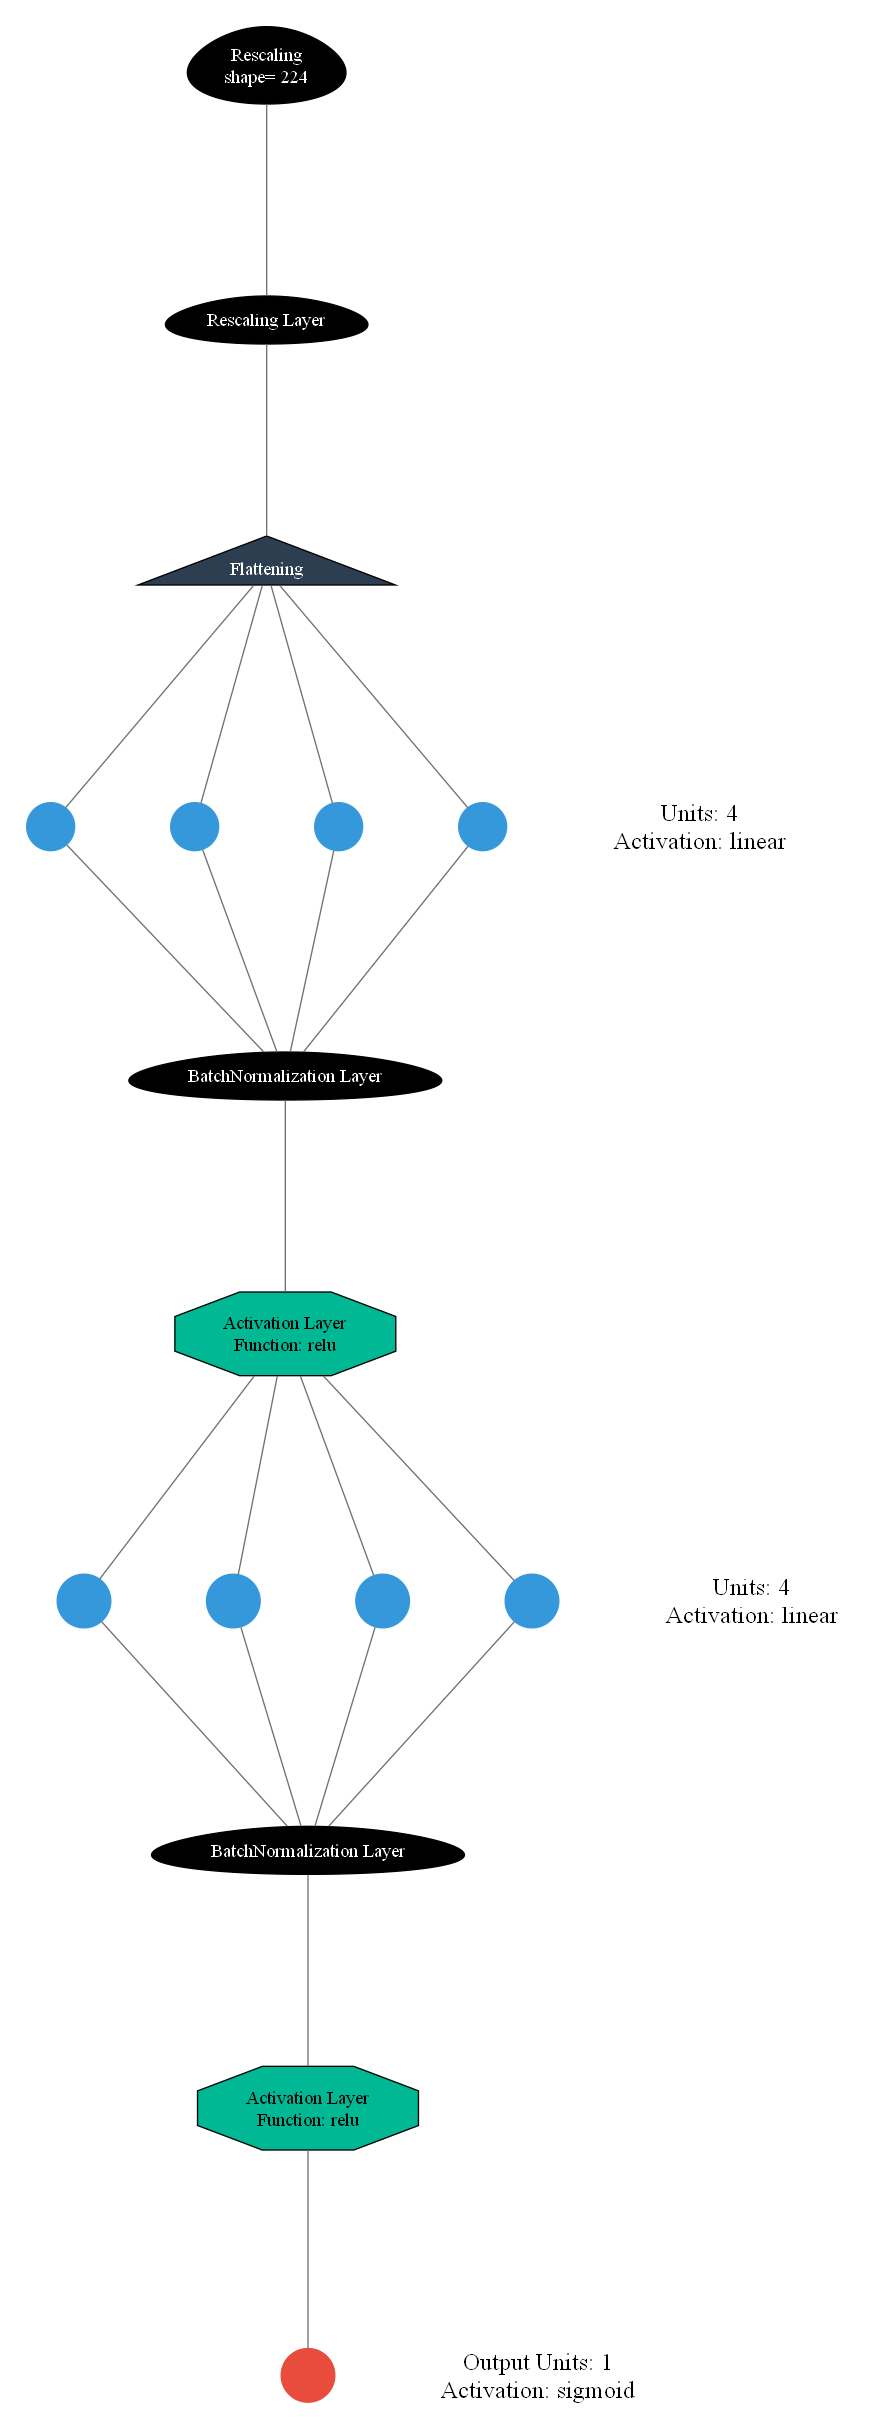 Rescaling
shape= 224
Rescaling Layer
Flattening
Units: 4
Activation: linear
BatchNormalization Layer
Activation Layer
Function: relu
Units: 4
Activation: linear
BatchNormalization Layer
Activation Layer
Function: relu
Output Units: 1
Activation: sigmoid